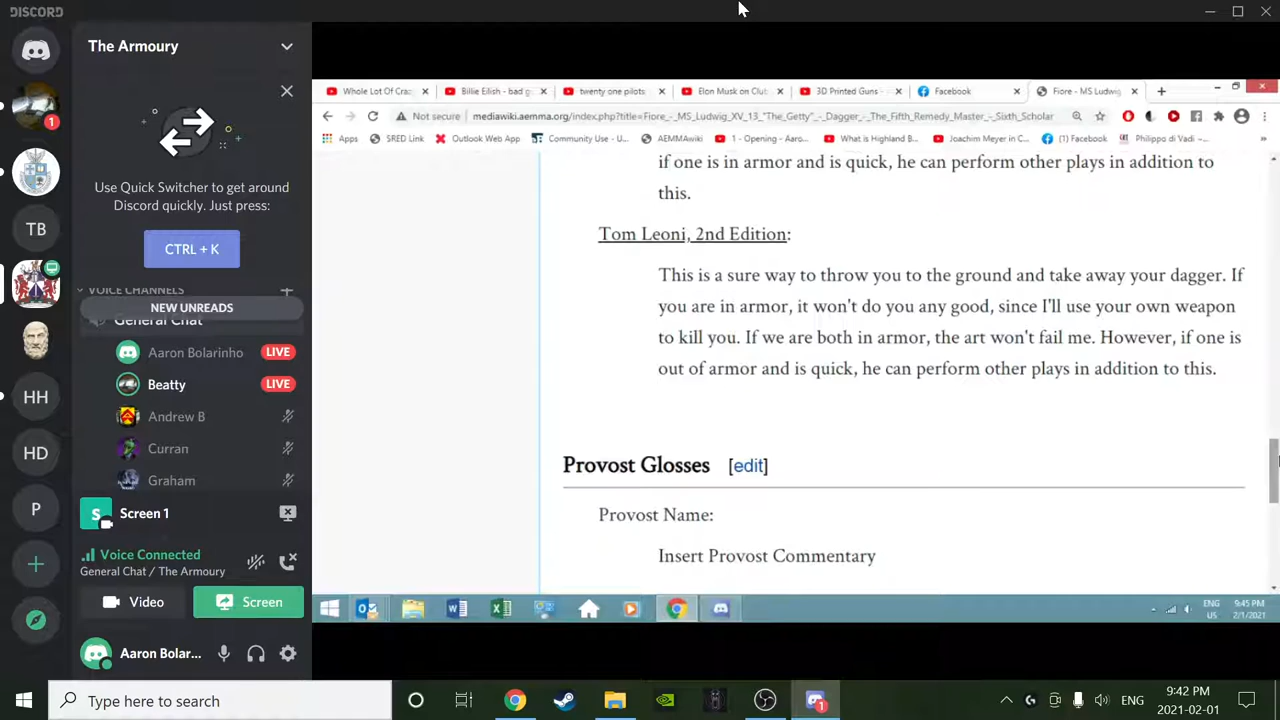 DISCORD
The Armoury
Use Quick Switcher to get around
Discord quickly. Just press:
CTRL + K
VOICE CHANNELS
NEW UNREADS
General Chat
Aaron Bolarinho LIVE
Beatty LIVE
Andrew B
Curran
Graham
S Screen 1
Voice Connected
General Chat / The Armoury
Video Screen
Aaron Bolar...
1
TB
HH
HD
P
Whole Lot Of Craz
Billie Eilish - bad g
twenty one pilots
Elon Musk on Club
3D Printed Guns -
Facebook
Fiore - MS Ludwig
Not secure mediawiki.aemma.org/index.php?title=Fiore_-_MS_Ludwig_XV_13_"The_Getty"_-_Dagger_-_The_Fifth_Remedy_Master_-_Sixth_Scholar
Apps SRED Link Outlook Web App Community Use - U... AEMMAwiki 1 - Opening - Aaro... What is Highland B... Joachim Meyer in C... (1) Facebook Philippo di Vadi -... »
if one is in armor and is quick, he can perform other plays in addition to
this.
Tom Leoni, 2nd Edition:
This is a sure way to throw you to the ground and take away your dagger. If
you are in armor, it won't do you any good, since I'll use your own weapon
to kill you. If we are both in armor, the art won't fail me. However, if one is
out of armor and is quick, he can perform other plays in addition to this.
Provost Glosses [edit]
Provost Name:
Insert Provost Commentary
ENG
US
9:45 PM
2/1/2021
Type here to search
1
ENG
9:42 PM
2021-02-01